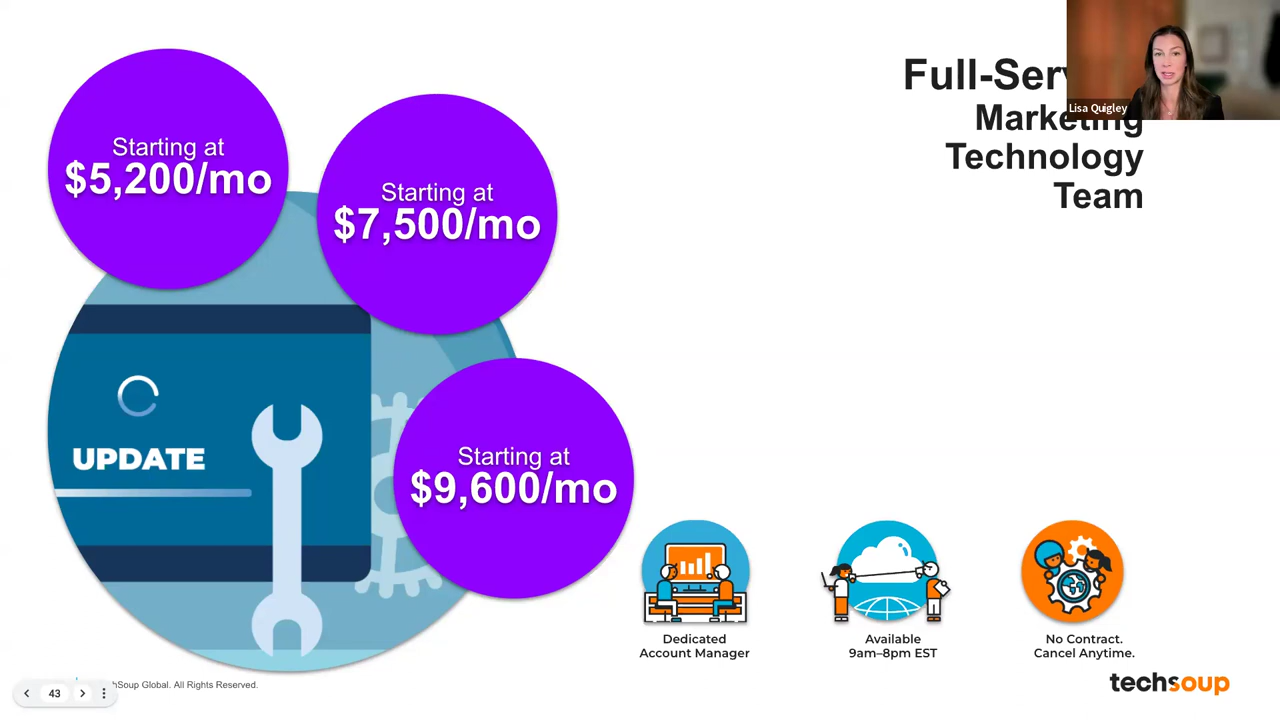 Full-Ser
Marketing
Technology
Team
Lisa Quigley
Starting at
$5,200/mo
Starting at
$7,500/mo
Starting at
$9,600/mo
UPDATE
Dedicated
Account Manager
Available
9am–8pm EST
No Contract.
Cancel Anytime.
techsoup
hSoup Global. All Rights Reserved.
43